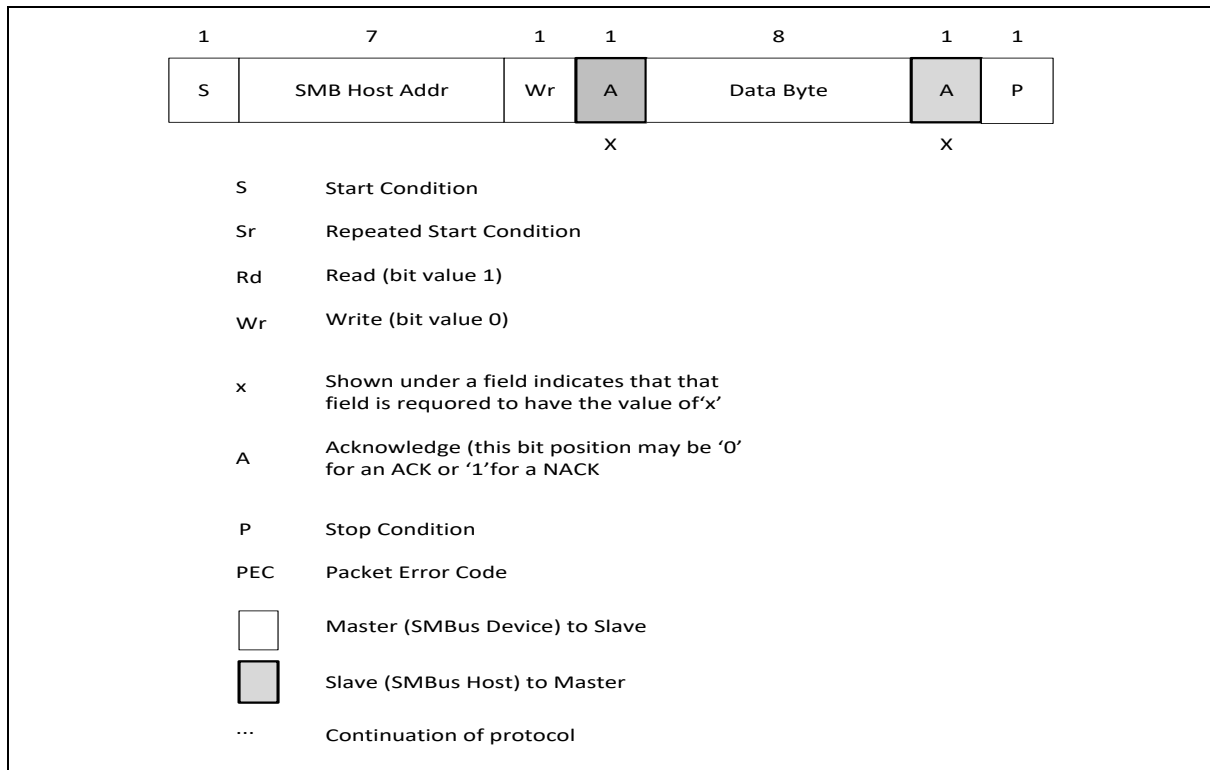 1 7 1 1 8 1 1
S SMB Host Addr Wr A Data Byte A P
X X
S Start Condition
Sr Repeated Start Condition
Rd Read (bit value 1)
Wr Write (bit value 0)
x Shown under a field indicates that that
field is requored to have the value of‘x’
A Acknowledge (this bit position may be ‘0’
for an ACK or ‘1’for a NACK
P Stop Condition
PEC Packet Error Code
Master (SMBus Device) to Slave
Slave (SMBus Host) to Master
... Continuation of protocol